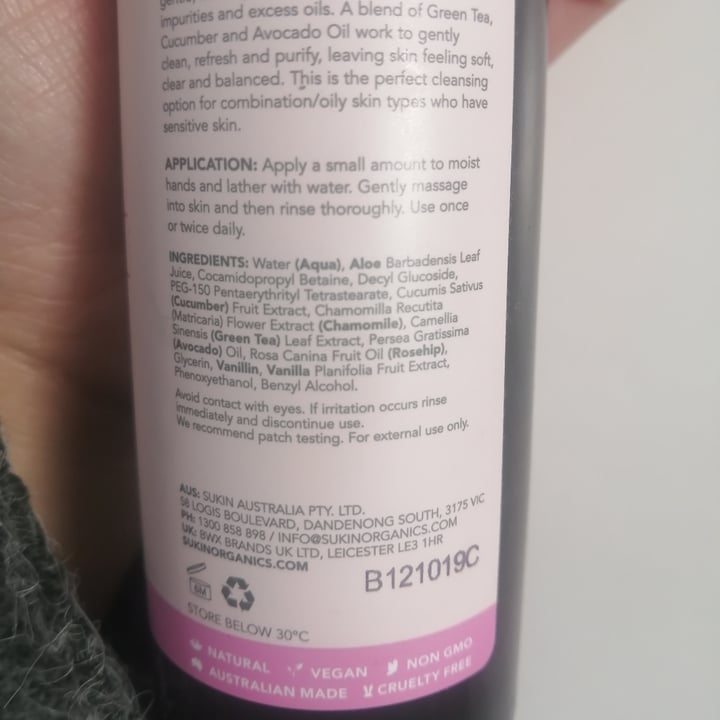 impurities and excess oils. A blend of Green Tea,
Cucumber and Avocado Oil work to gently
clean, refresh and purify, leaving skin feeling soft,
clear and balanced. This is the perfect cleansing
option for combination/oily skin types who have
sensitive skin.
APPLICATION: Apply a small amount to moist
hands and lather with water. Gently massage
into skin and then rinse thoroughly. Use once
or twice daily.
INGREDIENTS: Water (Aqua), Aloe Barbadensis Leaf
Juice, Cocamidopropyl Betaine, Decyl Glucoside,
PEG-150 Pentaerythrityl Tetrastearate, Cucumis Sativus
(Cucumber) Fruit Extract, Chamomilla Recutita
(Matricaria) Flower Extract (Chamomile), Camellia
Sinensis (Green Tea) Leaf Extract, Persea Gratissima
(Avocado) Oil, Rosa Canina Fruit Oil (Rosehip),
Glycerin, Vanillin, Vanilla Planifolia Fruit Extract,
Phenoxyethanol, Benzyl Alcohol.
Avoid contact with eyes. If irritation occurs rinse
immediately and discontinue use.
We recommend patch testing. For external use only.
AUS: SUKIN AUSTRALIA PTY. LTD.
58 LOGIS BOULEVARD, DANDENONG SOUTH, 3175 VIC
PH: 1300 858 898 / INFO@SUKINORGANICS.COM
UK: BWX BRANDS UK LTD, LEICESTER LE3 1HR
SUKINORGANICS.COM
B121019C
6M
STORE BELOW 30°C
NATURAL VEGAN NON GMO
AUSTRALIAN MADE CRUELTY FREE